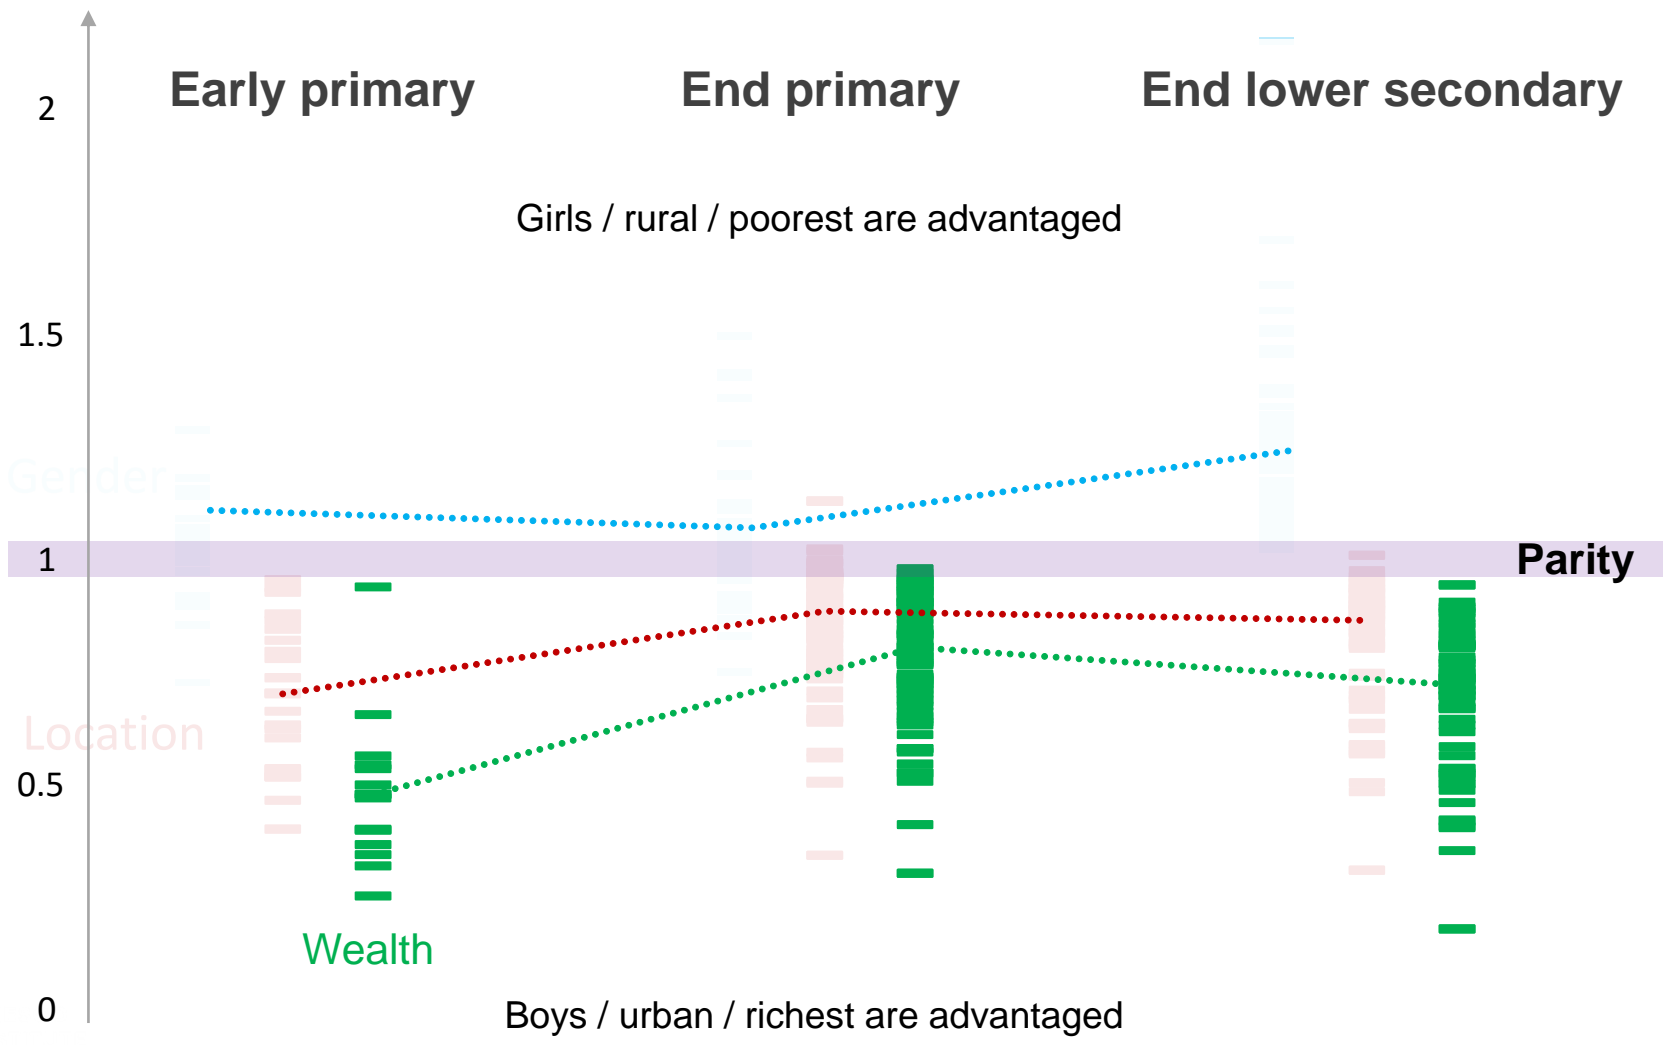 Early primary
End primary
End lower secondary
2
Girls / rural / poorest are advantaged
1.5
Gender
1
Parity
Location
0.5
Wealth
0
Boys / urban / richest are advantaged